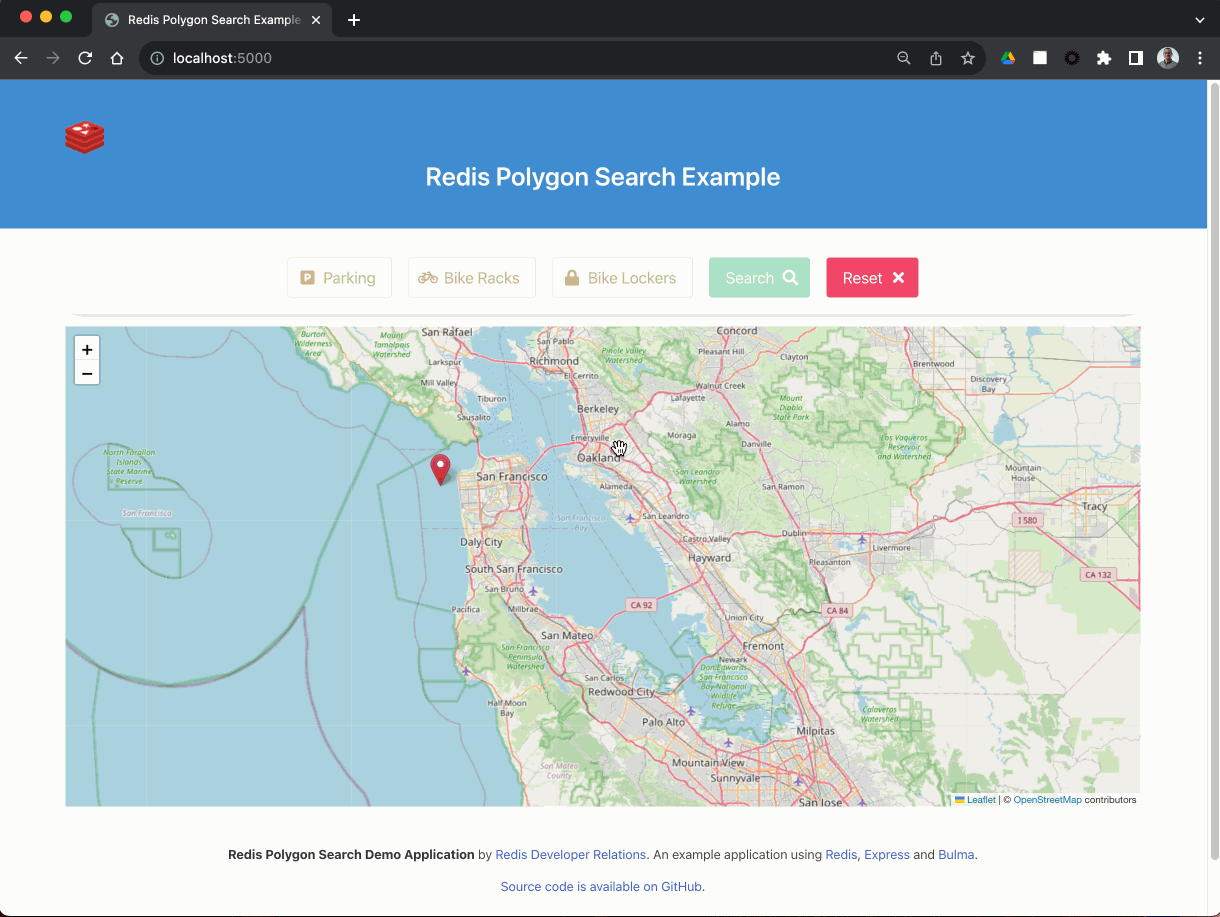 Redis Polygon Search Example
localhost:5000
Redis Polygon Search Example
Parking
Bike Racks
Bike Lockers
Search
Reset
+
−
San Rafael
Concord
Burton
Wilderness
Area
Mount
Tamalpais
Watershed
San Pablo
Richmond
Pinole Valley
Watershed
Pleasant Hill
Clayton
Brentwood
Larkspur
El Cerrito
Discovery
Bay
Mill Valley
Walnut Creek
Tiburon
Lafayette
Mount
Diablo
State Park
Berkeley
Sausalito
Alamo
Emeryville
Moraga
Danville
Los Vaqueros
Reservoir
and Watershed
North Farallon
Islands
State Marine
Reserve
Oakland
San Leandro
Watershed
Mountain
House
San Francisco
Alameda
San Ramon
Tracy
San Francisco
San Francisco
Bay
San Leandro
I 580
Daly City
Castro Valley
Dublin
Livermore
Hayward
Pleasanton
South San Francisco
CA 132
San Bruno
Pacifica
Millbrae
CA 92
CA 84
Union City
San Mateo
Fremont
San Francisco
Peninsula
Watershed
Newark
Don Edwards
San Francisco
Bay National
Wildlife
Refuge
San Carlos
Redwood City
Half Moon
Bay
Calaveras
Watershed
Palo Alto
Milpitas
Mountain View
San Mateo
County
Sunnyvale
San Jose
Leaflet | © OpenStreetMap contributors
Redis Polygon Search Demo Application by Redis Developer Relations. An example application using Redis, Express and Bulma.
Source code is available on GitHub.